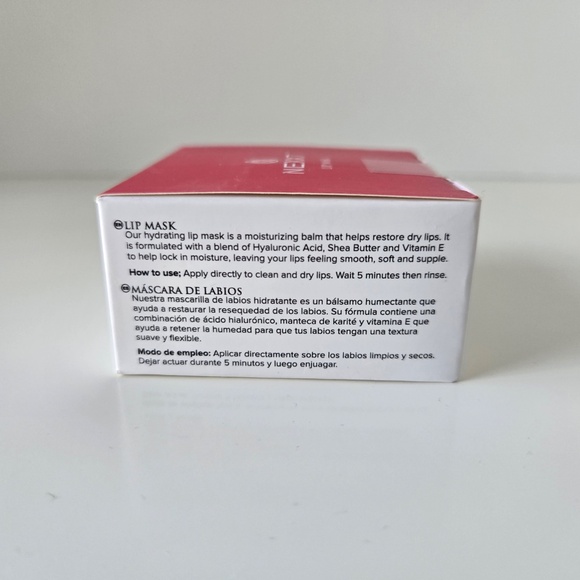 EN LIP MASK
Our hydrating lip mask is a moisturizing balm that helps restore dry lips. It
is formulated with a blend of Hyaluronic Acid, Shea Butter and Vitamin E
to help lock in moisture, leaving your lips feeling smooth, soft and supple.
How to use; Apply directly to clean and dry lips. Wait 5 minutes then rinse.
MÁSCARA DE LABIOS
Nuestra mascarilla de labios hidratante es un bálsamo humectante que
ayuda a restaurar la resequedad de los labios. Su fórmula contiene una
combinación de ácido hialurónico, manteca de karité y vitamina E que
ayuda a retener la humedad para que tus labios tengan una textura
suave y flexible.
Modo de empleo: Aplicar directamente sobre los labios limpios y secos.
Dejar actuar durante 5 minutos y luego enjuagar.